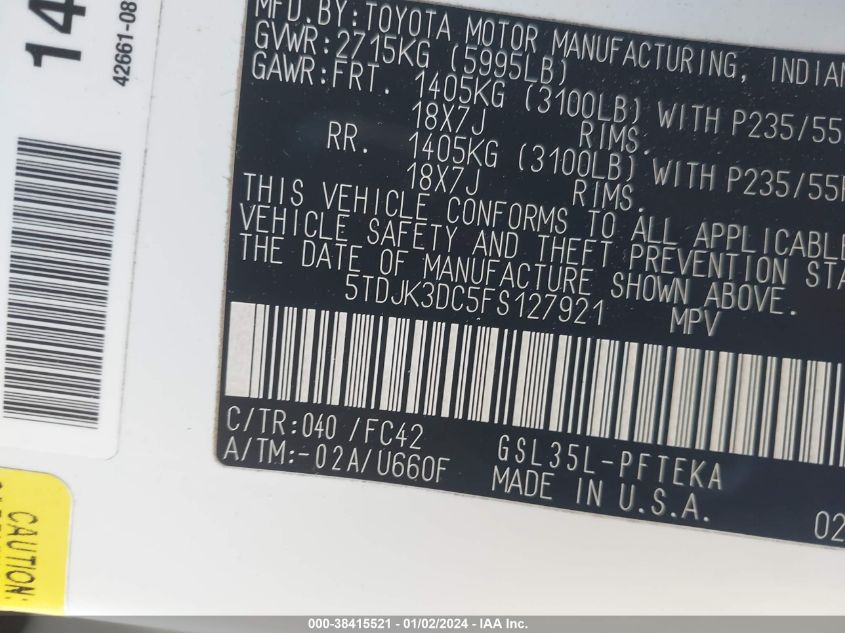 14
42661-08
MFD.BY:TOYOTA MOTOR MANUFACTURING, INDIAN
GVWR:2715KG (5995LB)
GAWR:FRT. 1405KG (3100LB) WITH P235/55
18X7J RIMS.
RR. 1405KG (3100LB) WITH P235/55
18X7J RIMS.
THIS VEHICLE CONFORMS TO ALL APPLICABLE
VEHICLE SAFETY AND THEFT PREVENTION STA
THE DATE OF MANUFACTURE SHOWN ABOVE.
5TDJK3DC5FS127921 MPV
C/TR:040 /FC42
A/TM:-02A/U660F
GSL35L-PFTEKA
MADE IN U.S.A.
02
CAUTION:
000-38415521 - 01/02/2024 - IAA Inc.